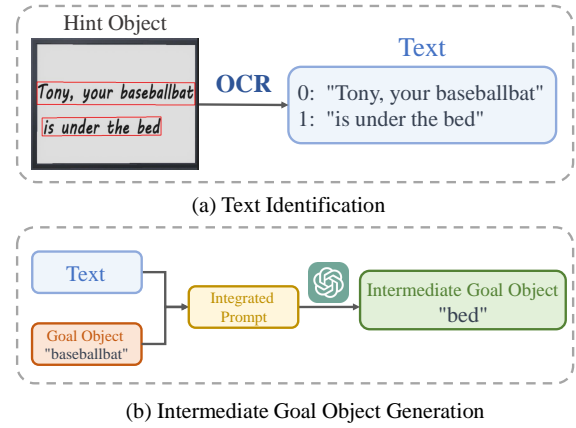 Hint Object
Tony, your baseballbat
is under the bed
OCR
Text
0: "Tony, your baseballbat"
1: "is under the bed"
(a) Text Identification
Text
Goal Object
"baseballbat"
Integrated
Prompt
Intermediate Goal Object
"bed"
(b) Intermediate Goal Object Generation